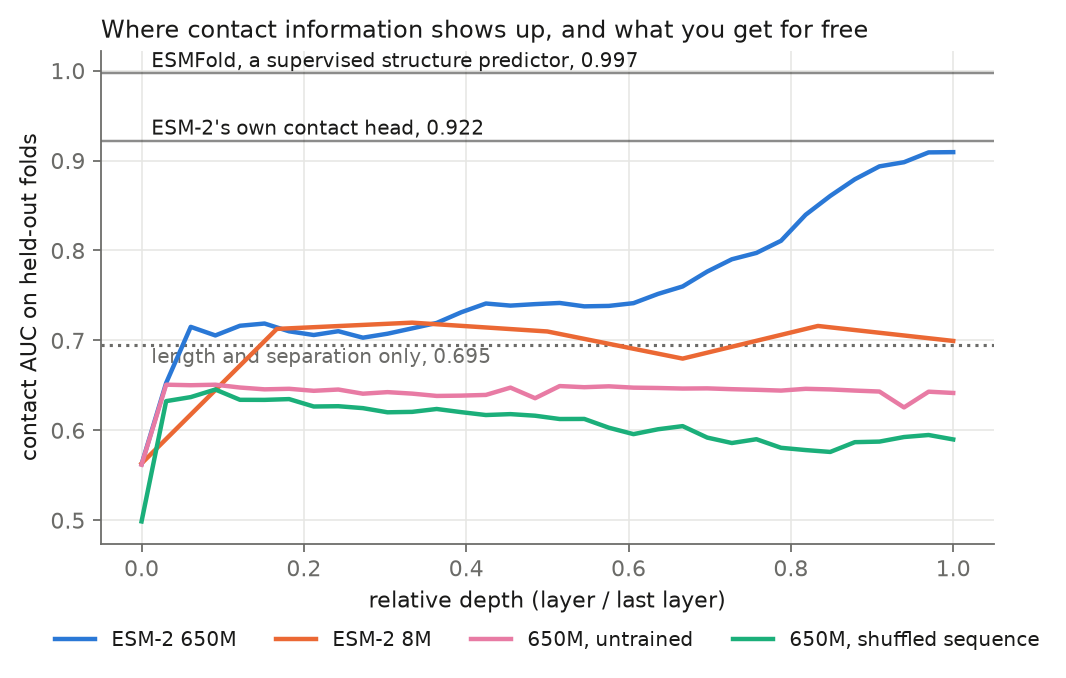 Where contact information shows up, and what you get for free
ESMFold, a supervised structure predictor, 0.997
ESM-2's own contact head, 0.922
length and separation only, 0.695
contact AUC on held-out folds
1.0
0.9
0.8
0.7
0.6
0.5
0.0 0.2 0.4 0.6 0.8 1.0
relative depth (layer / last layer)
ESM-2 650M ESM-2 8M 650M, untrained 650M, shuffled sequence